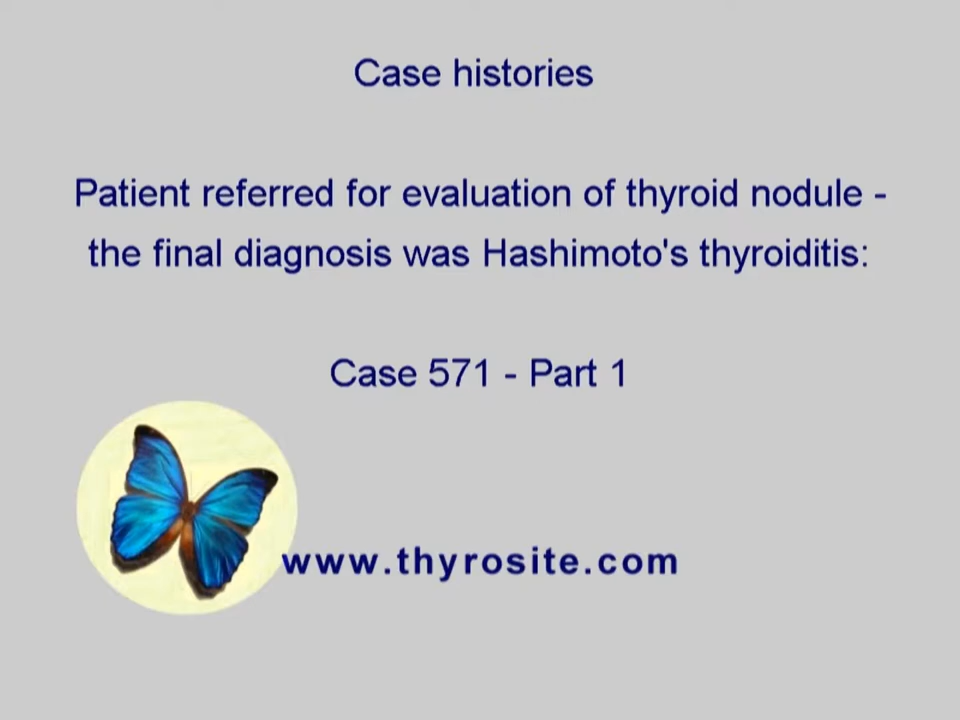 Case histories
Patient referred for evaluation of thyroid nodule -
the final diagnosis was Hashimoto's thyroiditis:
Case 571 - Part 1
www.thyrosite.com